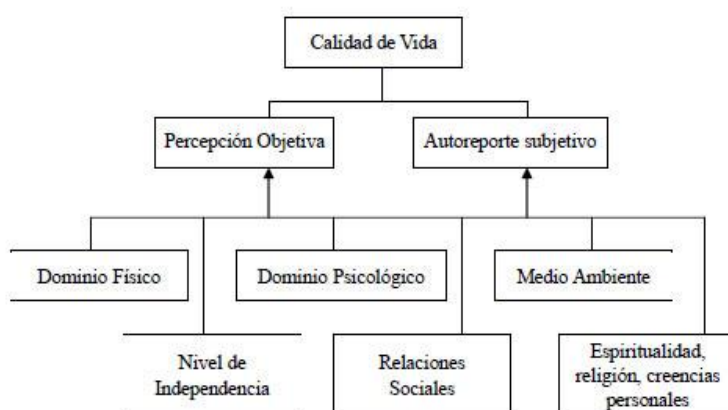 Calidad de Vida
Percepción Objetiva
Autoreporte subjetivo
Dominio Físico
Dominio Psicológico
Medio Ambiente
Nivel de
Independencia
Relaciones
Sociales
Espiritualidad,
religión, creencias
personales